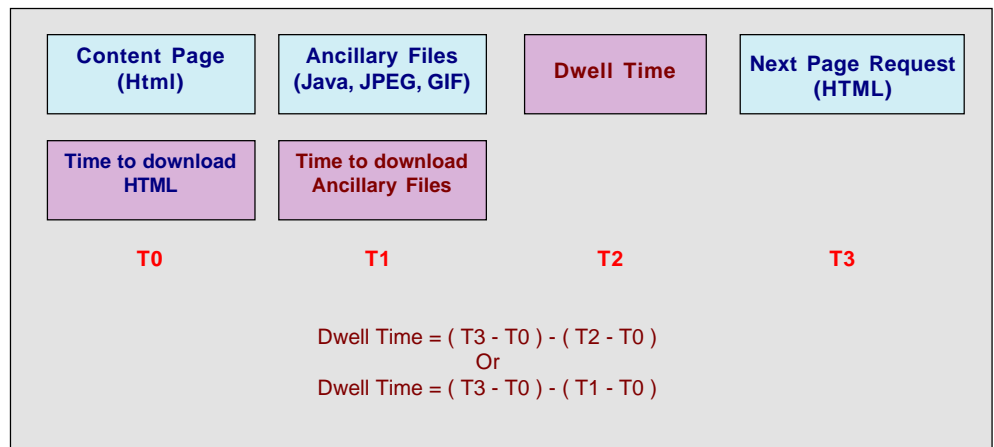 Content Page
(Html)
Ancillary Files
(Java, JPEG, GIF)
Dwell Time
Next Page Request
(HTML)
Time to download
HTML
Time to download
Ancillary Files
T0
T1
T2
T3
Dwell Time = ( T3 - T0 ) - ( T2 - T0 )
Or
Dwell Time = ( T3 - T0 ) - ( T1 - T0 )